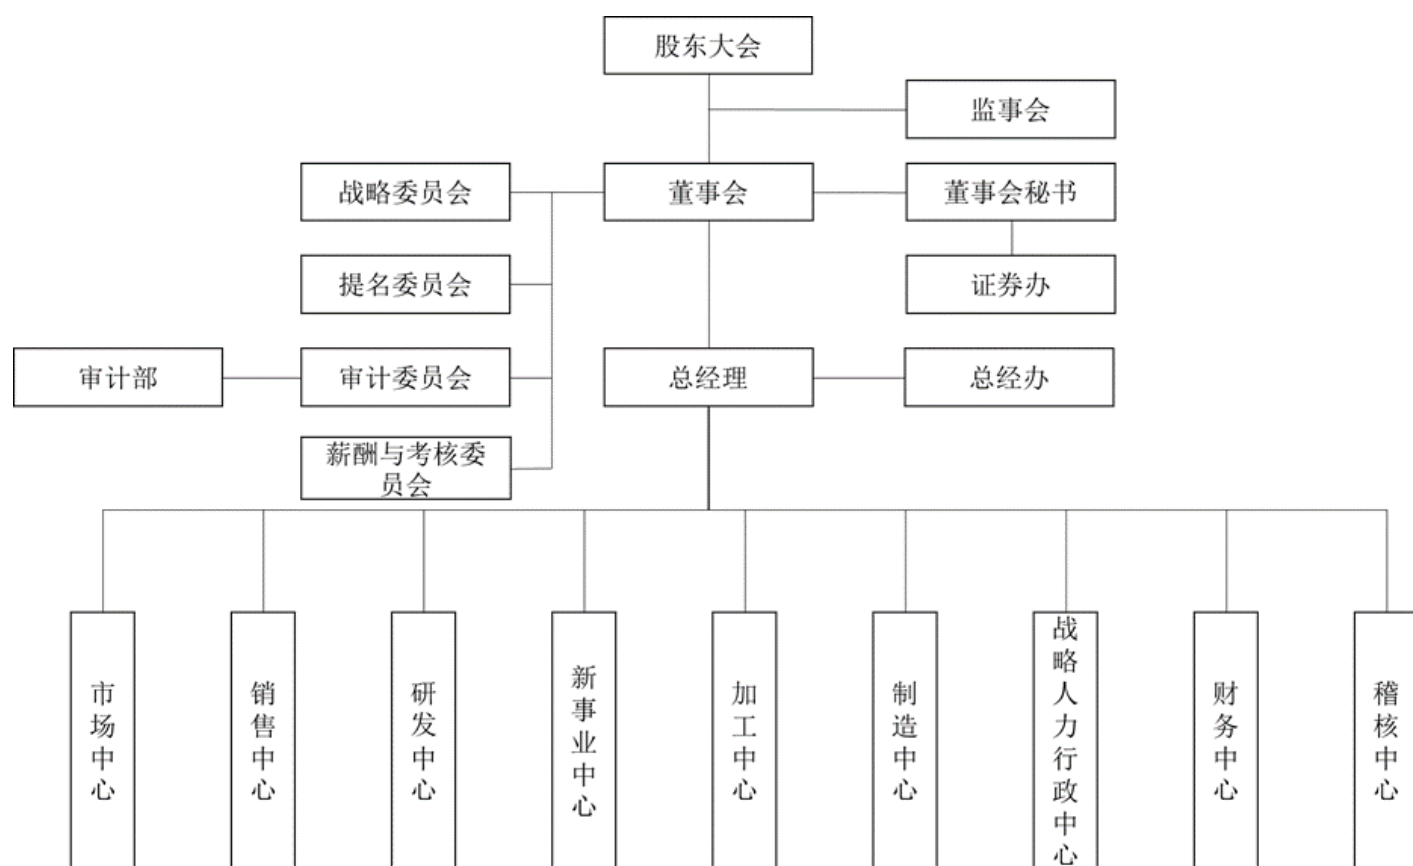 股东大会
监事会
战略委员会
董事会
董事会秘书
提名委员会
证券办
审计部
审计委员会
总经理
总经办
薪酬与考核委
员会
市场中心
销售中心
研发中心
新事业中心
加工中心
制造中心
战略人力行政中心
财务中心
稽核中心